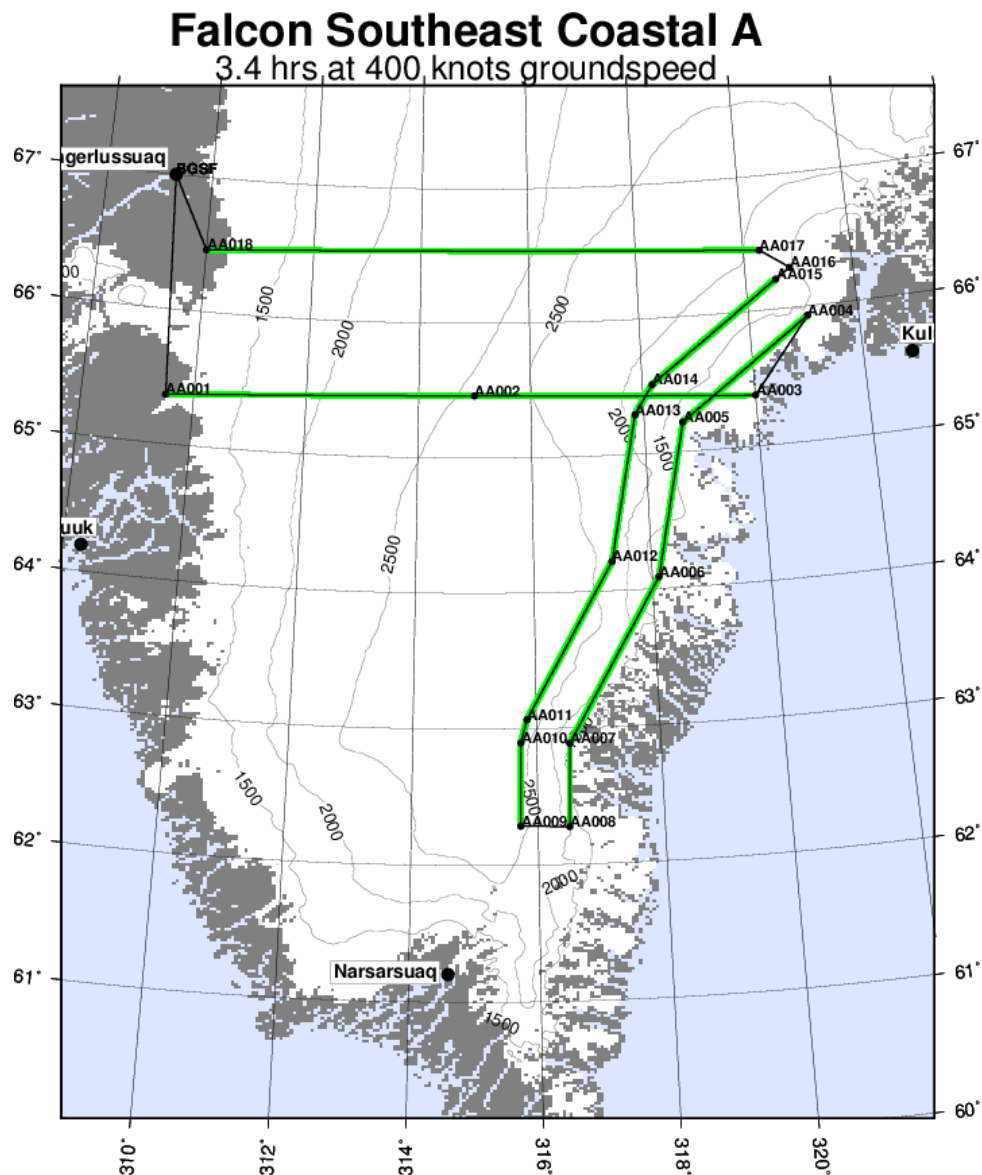 Falcon Southeast Coastal A
3.4 hrs at 400 knots groundspeed
67° 67°
ngerlussuaq BGSF
AA018 AA017
AA016
AA015
00
66° 66°
1500 2000 2500
AA004
Kul
AA001 AA002 AA014 AA003
AA013 AA005
2000 1500
65° 65°
uuk
2500
64° 64°
AA012 AA006
63° 63°
AA011
AA010 AA007
1500 2000 2500
AA009 AA008
62° 62°
2000
Narsarsuaq
61° 61°
1500
60°
310° 312° 314° 316° 318° 320°